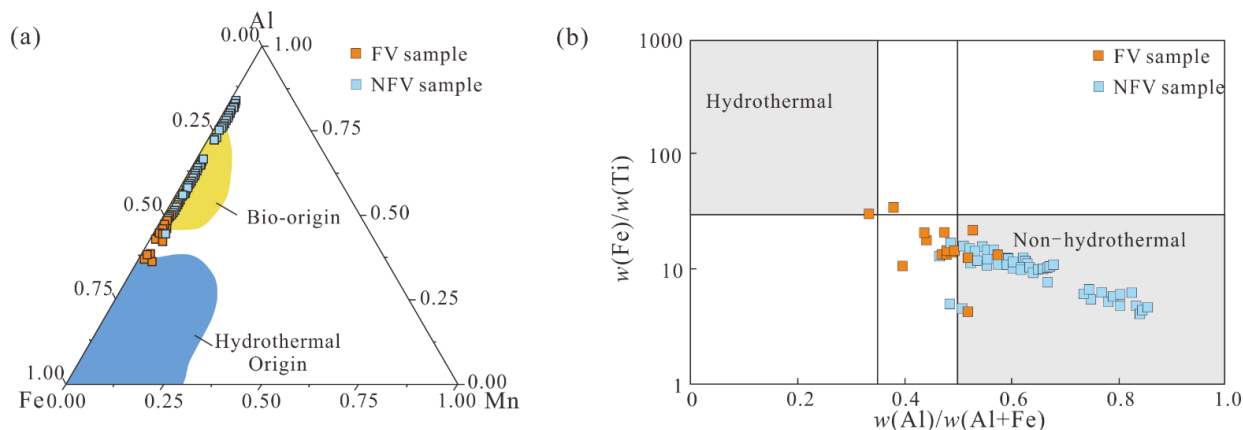 (a)
Al
0.00
1.00
FV sample
NFV sample
0.25
0.75
0.50
Bio-origin
0.50
0.75
0.25
Hydrothermal
Origin
1.00
0.00
Fe
0.00
0.25
0.50
0.75
1.00
Mn
(b)
1000
FV sample
NFV sample
Hydrothermal
100
w(Fe)/w(Ti)
Non-hydrothermal
10
1
0
0.2
0.4
0.6
0.8
1.0
w(Al)/w(Al+Fe)